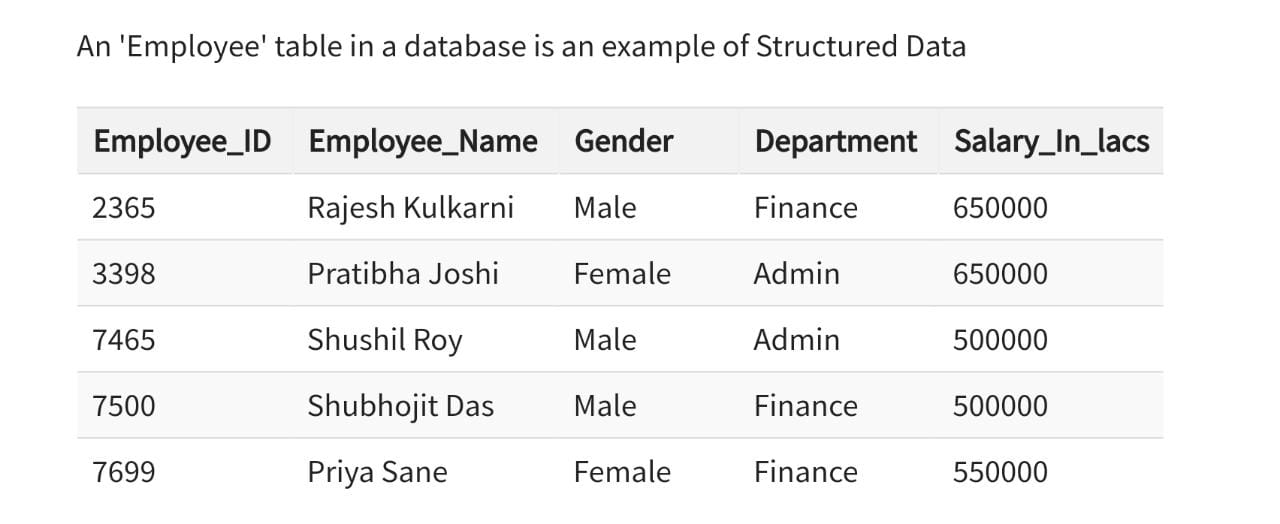 An 'Employee' table in a database is an example of Structured Data
Employee_ID Employee_Name Gender Department Salary_In_lacs
2365 Rajesh Kulkarni Male Finance 650000
3398 Pratibha Joshi Female Admin 650000
7465 Shushil Roy Male Admin 500000
7500 Shubhojit Das Male Finance 500000
7699 Priya Sane Female Finance 550000